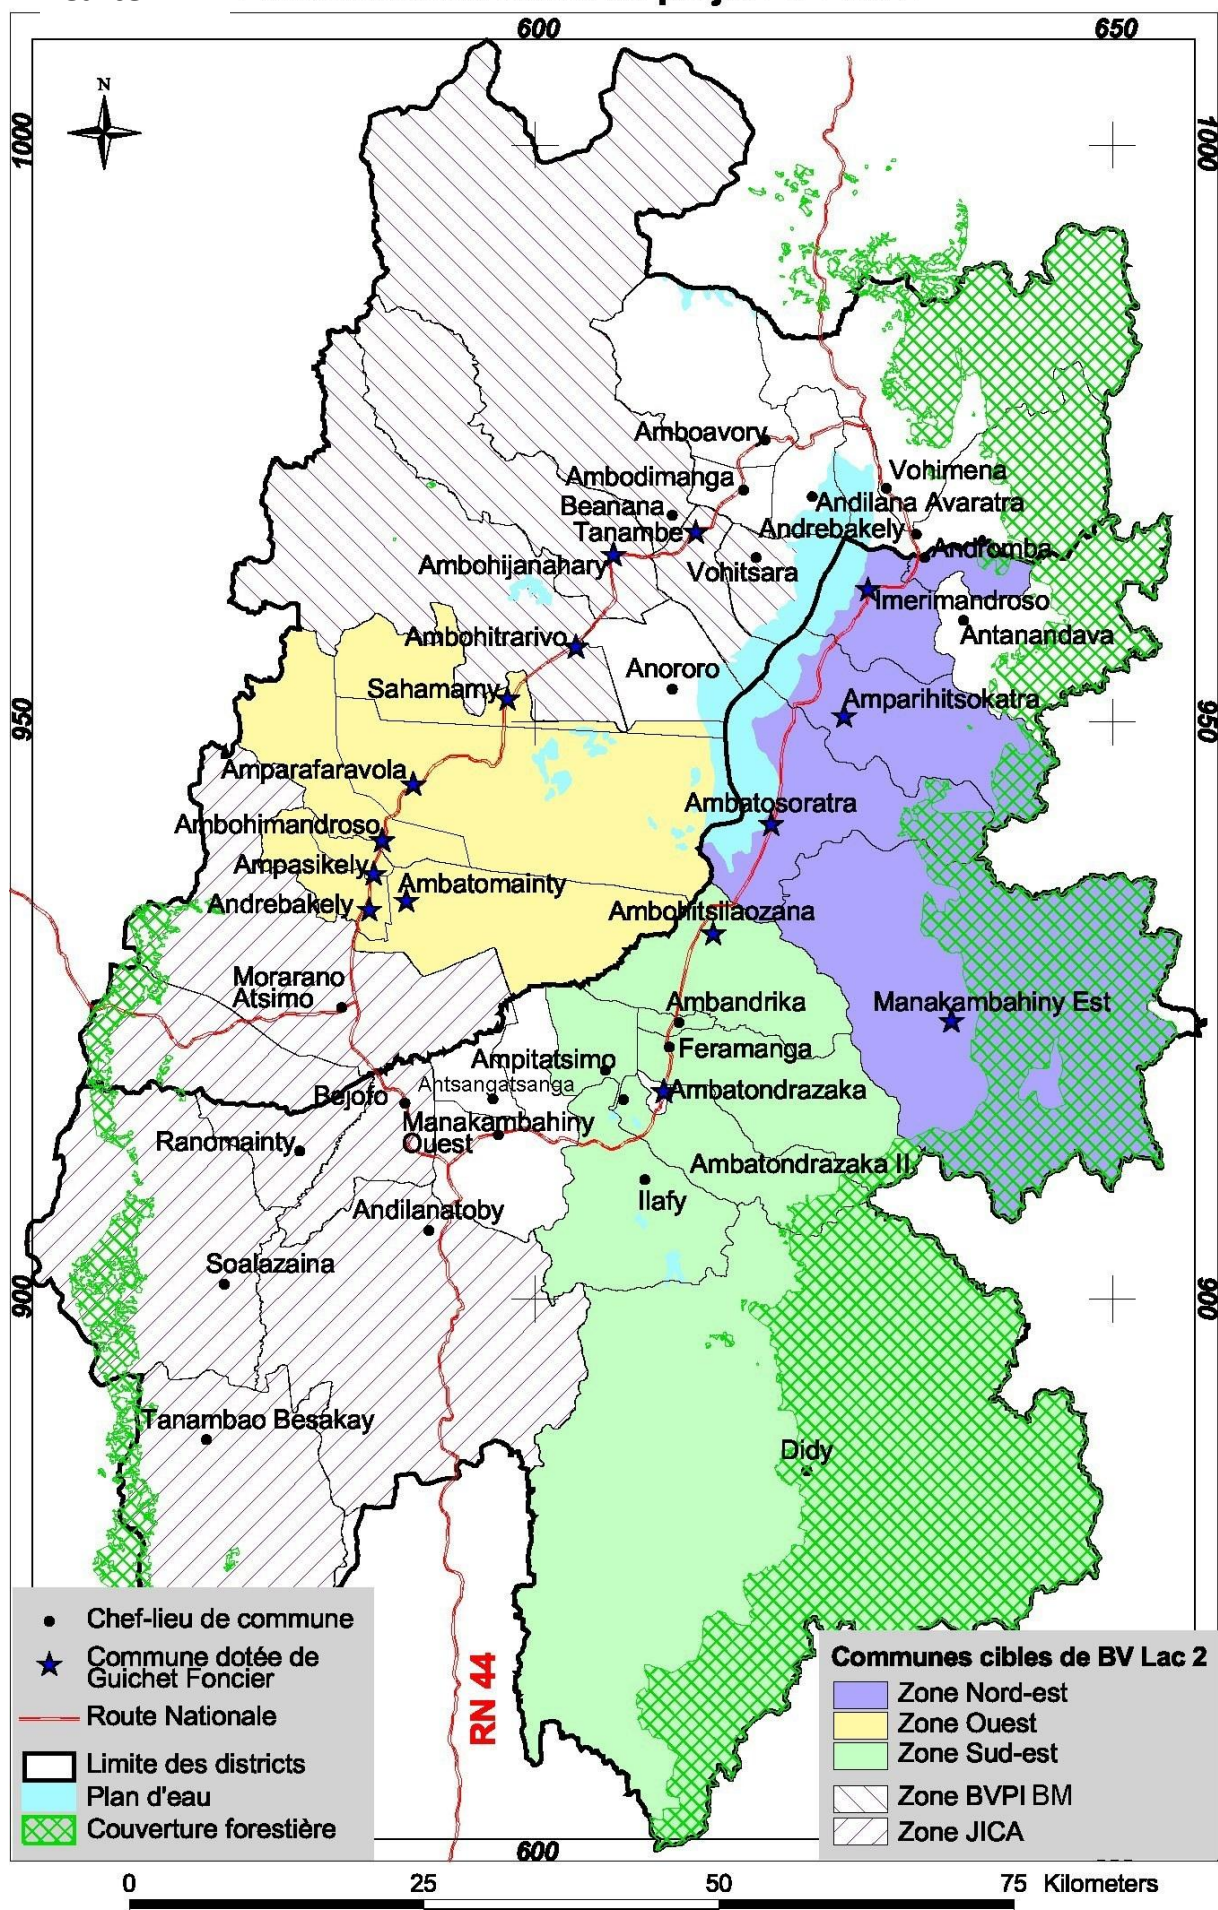 600
650
N
1000
1000
Amboavory
Ambodimanga
Vohimena
Beanana
Andilana Avaratra
Tanambe
Andrebakely
Andromba
Ambohijanahary
Vohitsara
Imerimandroso
Ambohitrarivo
Antanandava
Anororo
Sahamamy
Amparihitsokatra
950
950
Amparafaravola
Ambatosoratra
Ambohimandroso
Ampasikely
Ambatomainty
Andrebakely
Ambohitsilaozana
Morarano
Atsimo
Ambandrika
Manakambahiny Est
Feramanga
Ampitatsimo
Ahtsangatsanga
Ambatondrazaka
Bejofo
Manakambahiny
Ouest
Ranomainty
Ambatondrazaka II
Ilafy
Andilanatoby
Soalazaina
900
900
Tanambao Besakay
Didy
RN 44
Chef-lieu de commune
Commune dotée de
Guichet Foncier
Route Nationale
Limite des districts
Plan d'eau
Couverture forestière
Communes cibles de BV Lac 2
Zone Nord-est
Zone Ouest
Zone Sud-est
Zone BVPI BM
Zone JICA
600
0 25 50 75 Kilometers